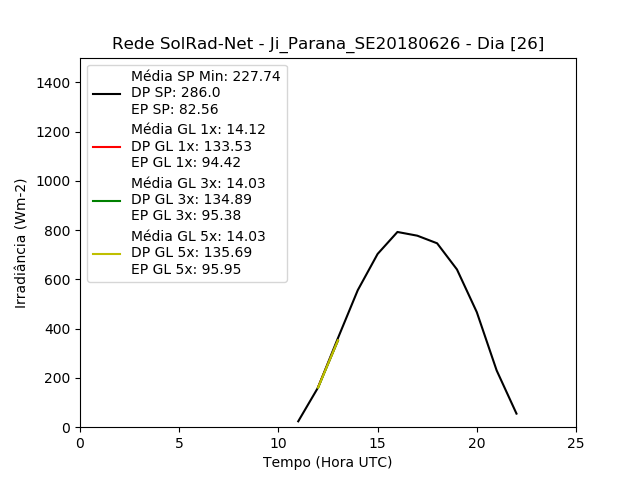 Rede SolRad-Net - Ji_Parana_SE20180626 - Dia [26]
Média SP Min: 227.74
DP SP: 286.0
EP SP: 82.56
Média GL 1x: 14.12
DP GL 1x: 133.53
EP GL 1x: 94.42
Média GL 3x: 14.03
DP GL 3x: 134.89
EP GL 3x: 95.38
Média GL 5x: 14.03
DP GL 5x: 135.69
EP GL 5x: 95.95
Irradiância (Wm-2)
1400
1200
1000
800
600
400
200
0
0 5 10 15 20 25
Tempo (Hora UTC)